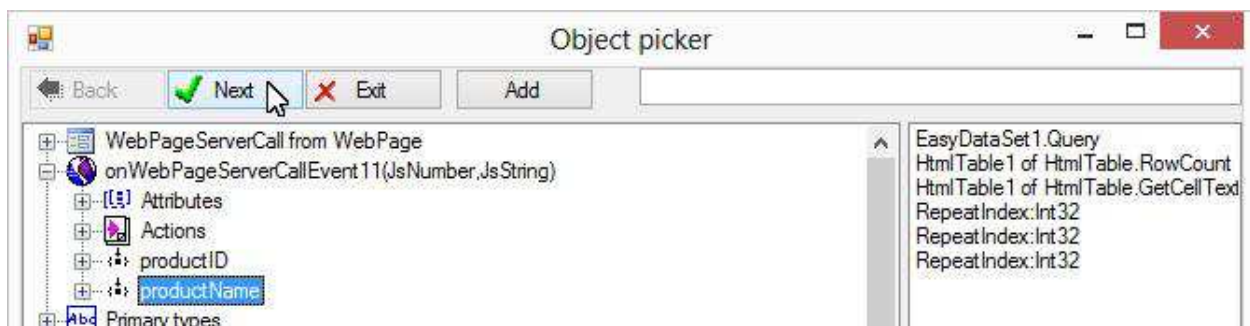 Object picker
Back Next Exit Add
WebPageServerCall from WebPage
onWebPageServerCallEvent11(JsNumber,JsString)
Attributes
Actions
productID
productName
Primary types
EasyDataSet1.Query
HtmlTable1 of HtmlTable.RowCount
HtmlTable1 of HtmlTable.GetCellText
RepeatIndex:Int32
RepeatIndex:Int32
RepeatIndex:Int32